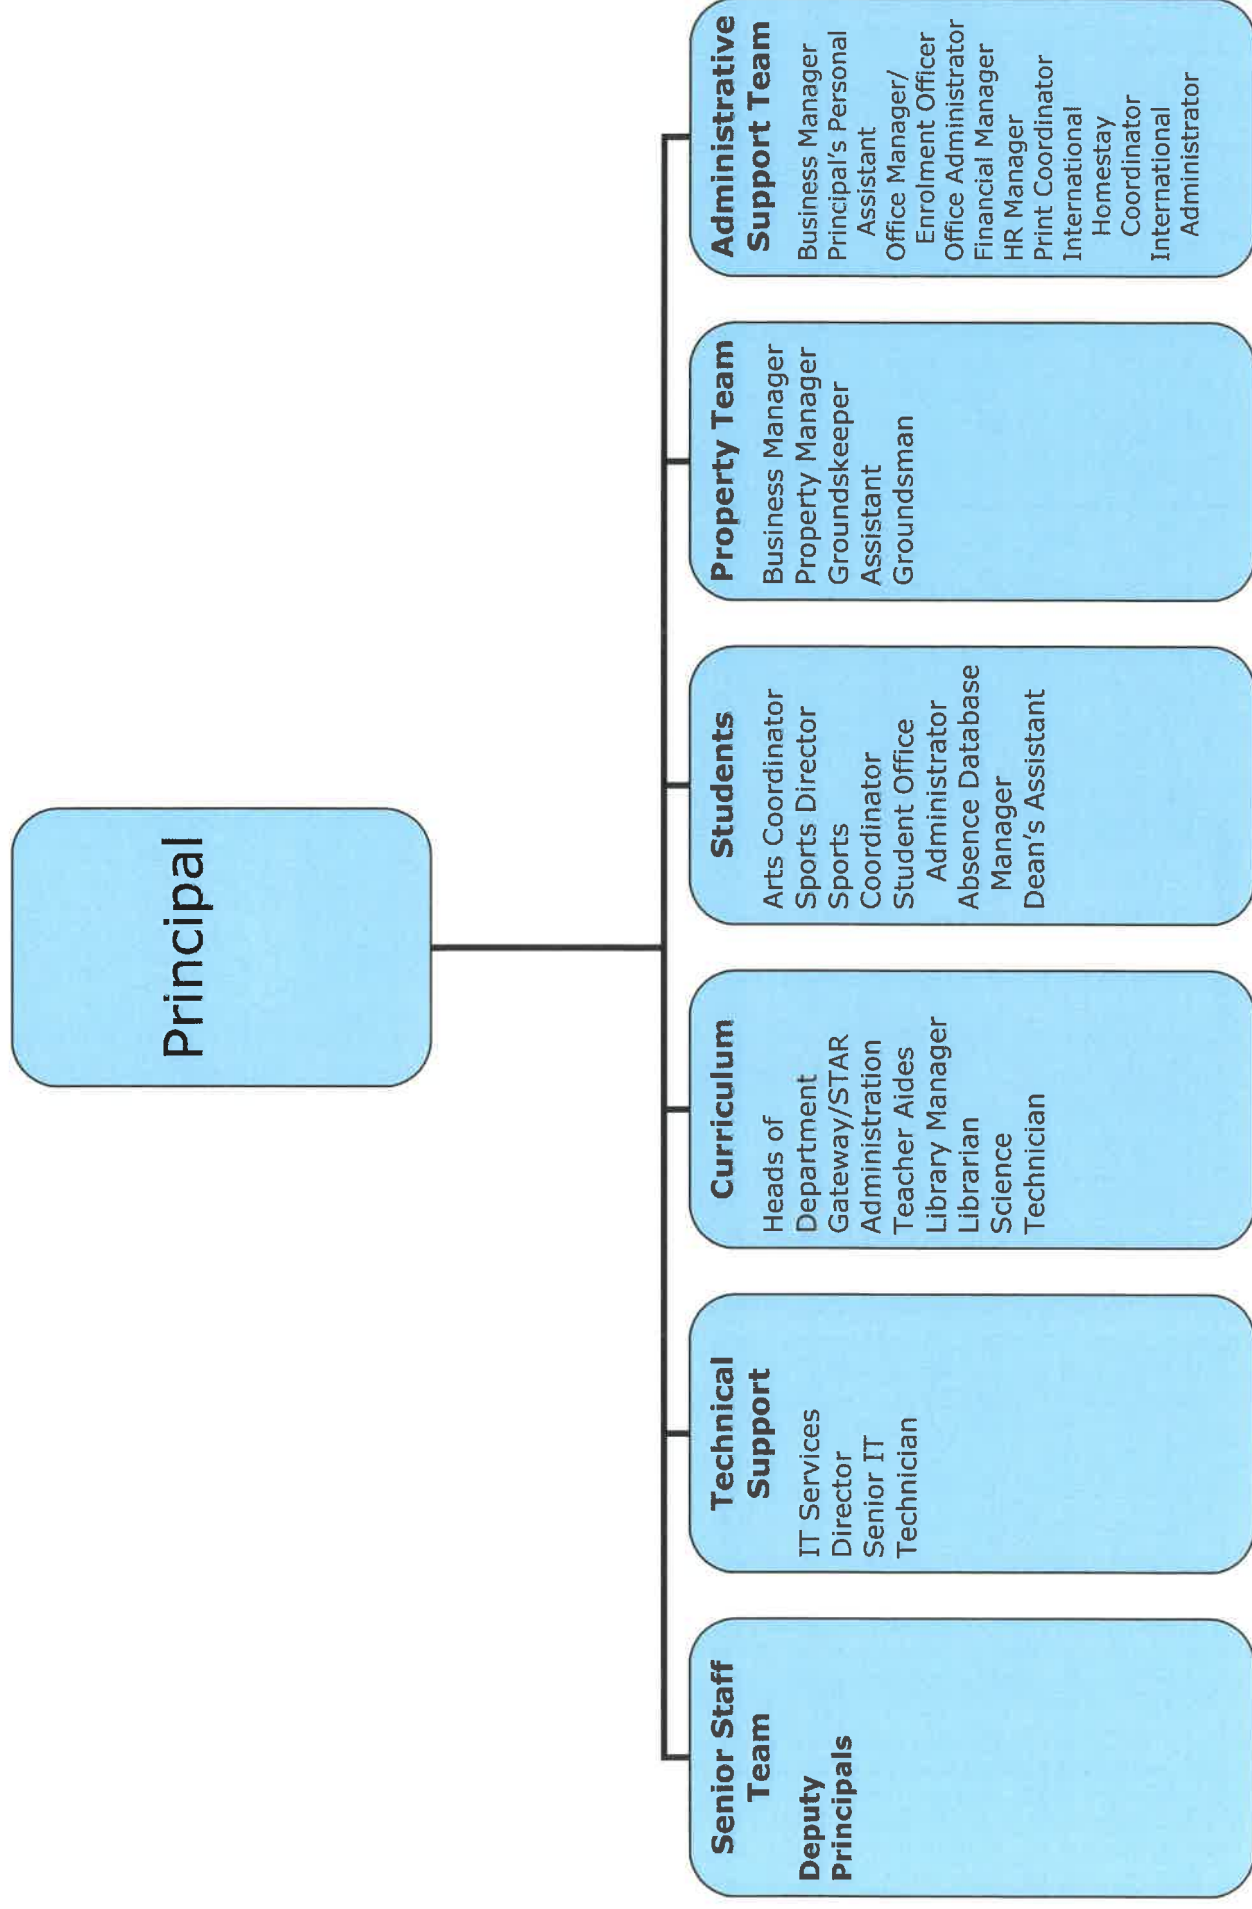 Principal
Senior Staff
Team
Deputy
Principals
Technical
Support
IT Services
Director
Senior IT
Technician
Curriculum
Heads of
Department
Gateway/STAR
Administration
Teacher Aides
Library Manager
Librarian
Science
Technician
Students
Arts Coordinator
Sports Director
Sports
Coordinator
Student Office
Administrator
Absence Database
Manager
Dean's Assistant
Property Team
Business Manager
Property Manager
Groundskeeper
Assistant
Groundsman
Administrative
Support Team
Business Manager
Principal's Personal
Assistant
Office Manager/
Enrolment Officer
Office Administrator
Financial Manager
HR Manager
Print Coordinator
International
Homestay
Coordinator
International
Administrator